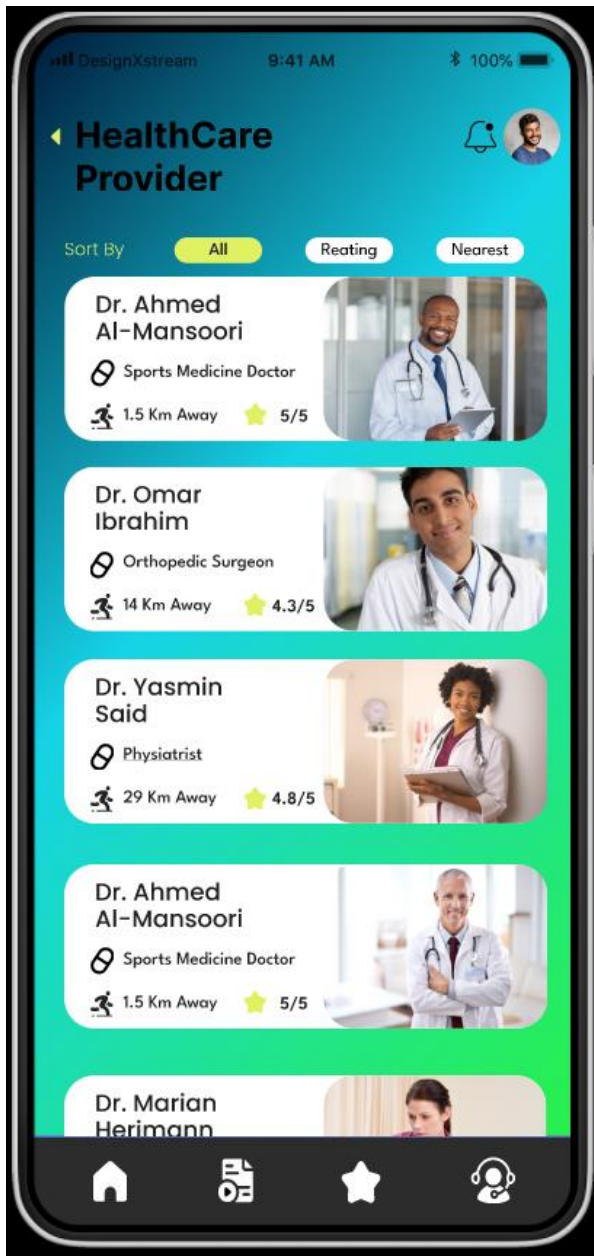 DesignXstream 9:41 AM 100%
HealthCare
Provider
Sort By All Reating Nearest
Dr. Ahmed
Al-Mansoori
Sports Medicine Doctor
1.5 Km Away 5/5
Dr. Omar
Ibrahim
Orthopedic Surgeon
14 Km Away 4.3/5
Dr. Yasmin
Said
Physiatrist
29 Km Away 4.8/5
Dr. Ahmed
Al-Mansoori
Sports Medicine Doctor
1.5 Km Away 5/5
Dr. Marian
Herimann